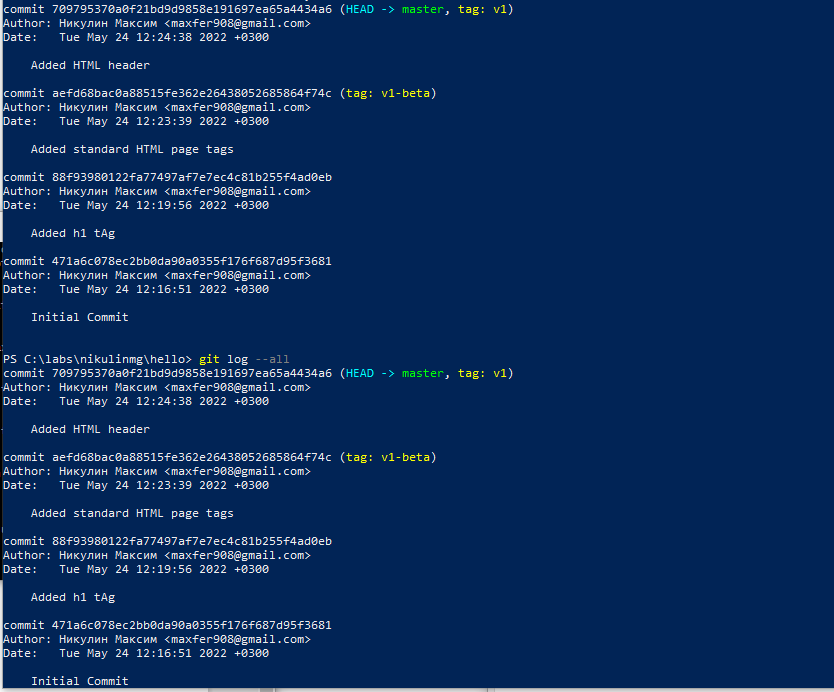 commit 709795370a0f21bd9d9858e191697ea65a4434a6 (HEAD -> master, tag: v1)
Author: Никулин Максим <maxfer908@gmail.com>
Date:   Tue May 24 12:24:38 2022 +0300
Added HTML header
commit aefd68bac0a88515fe362e26438052685864f74c (tag: v1-beta)
Author: Никулин Максим <maxfer908@gmail.com>
Date:   Tue May 24 12:23:39 2022 +0300
Added standard HTML page tags
commit 88f93980122fa77497af7e7ec4c81b255f4ad0eb
Author: Никулин Максим <maxfer908@gmail.com>
Date:   Tue May 24 12:19:56 2022 +0300
Added h1 tAg
commit 471a6c078ec2bb0da90a0355f176f687d95f3681
Author: Никулин Максим <maxfer908@gmail.com>
Date:   Tue May 24 12:16:51 2022 +0300
Initial Commit
PS C:\labs\nikulinmg\hello> git log --all
commit 709795370a0f21bd9d9858e191697ea65a4434a6 (HEAD -> master, tag: v1)
Author: Никулин Максим <maxfer908@gmail.com>
Date:   Tue May 24 12:24:38 2022 +0300
Added HTML header
commit aefd68bac0a88515fe362e26438052685864f74c (tag: v1-beta)
Author: Никулин Максим <maxfer908@gmail.com>
Date:   Tue May 24 12:23:39 2022 +0300
Added standard HTML page tags
commit 88f93980122fa77497af7e7ec4c81b255f4ad0eb
Author: Никулин Максим <maxfer908@gmail.com>
Date:   Tue May 24 12:19:56 2022 +0300
Added h1 tAg
commit 471a6c078ec2bb0da90a0355f176f687d95f3681
Author: Никулин Максим <maxfer908@gmail.com>
Date:   Tue May 24 12:16:51 2022 +0300
Initial Commit